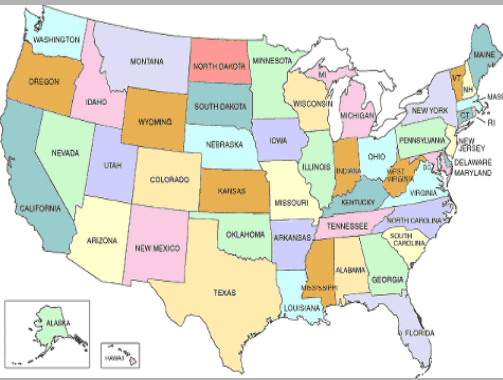 WASHINGTON
OREGON
CALIFORNIA
NEVADA
IDAHO
MONTANA
WYOMING
UTAH
ARIZONA
COLORADO
NEW MEXICO
NORTH DAKOTA
SOUTH DAKOTA
NEBRASKA
KANSAS
OKLAHOMA
TEXAS
MINNESOTA
IOWA
MISSOURI
ARKANSAS
LOUISIANA
WISCONSIN
ILLINOIS
MI
MICHIGAN
INDIANA
OHIO
KENTUCKY
TENNESSEE
MISSISSIPPI
ALABAMA
GEORGIA
FLORIDA
SOUTH
CAROLINA
NORTH CAROLINA
VIRGINIA
WEST
VIRGINIA
PENNSYLVANIA
NEW YORK
VT
NH
MAINE
MASS
CT
RI
NEW
JERSEY
DELAWARE
MARYLAND
ALASKA
HAWAII